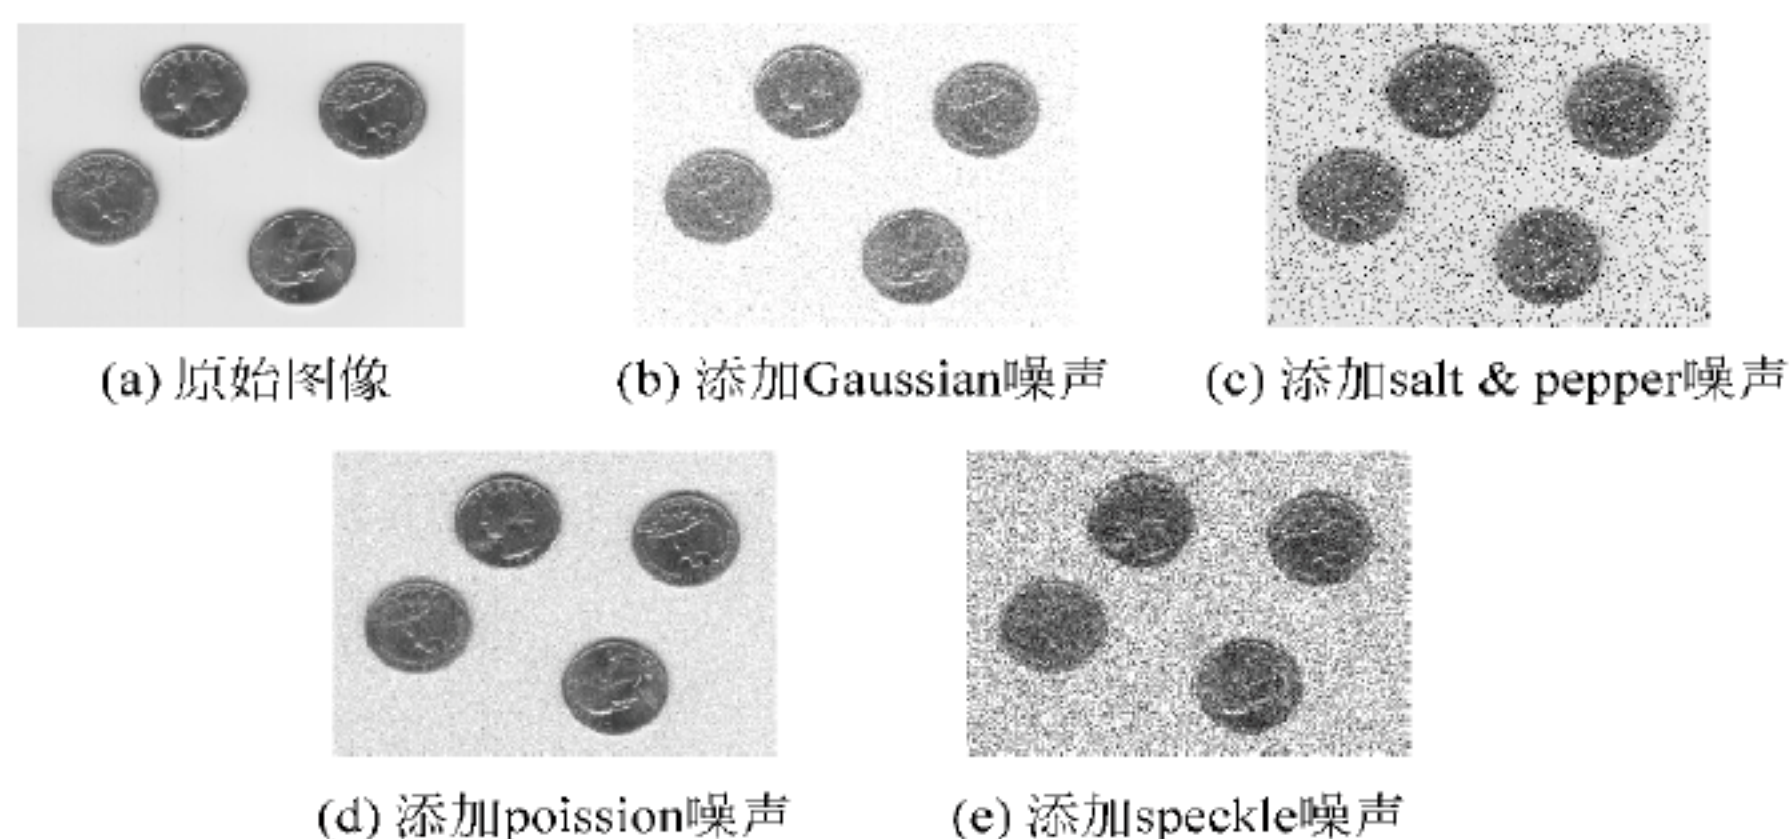 (a) 原始图像
(b) 添加Gaussian噪声
(c) 添加salt & pepper噪声
(d) 添加poission噪声
(e) 添加speckle噪声